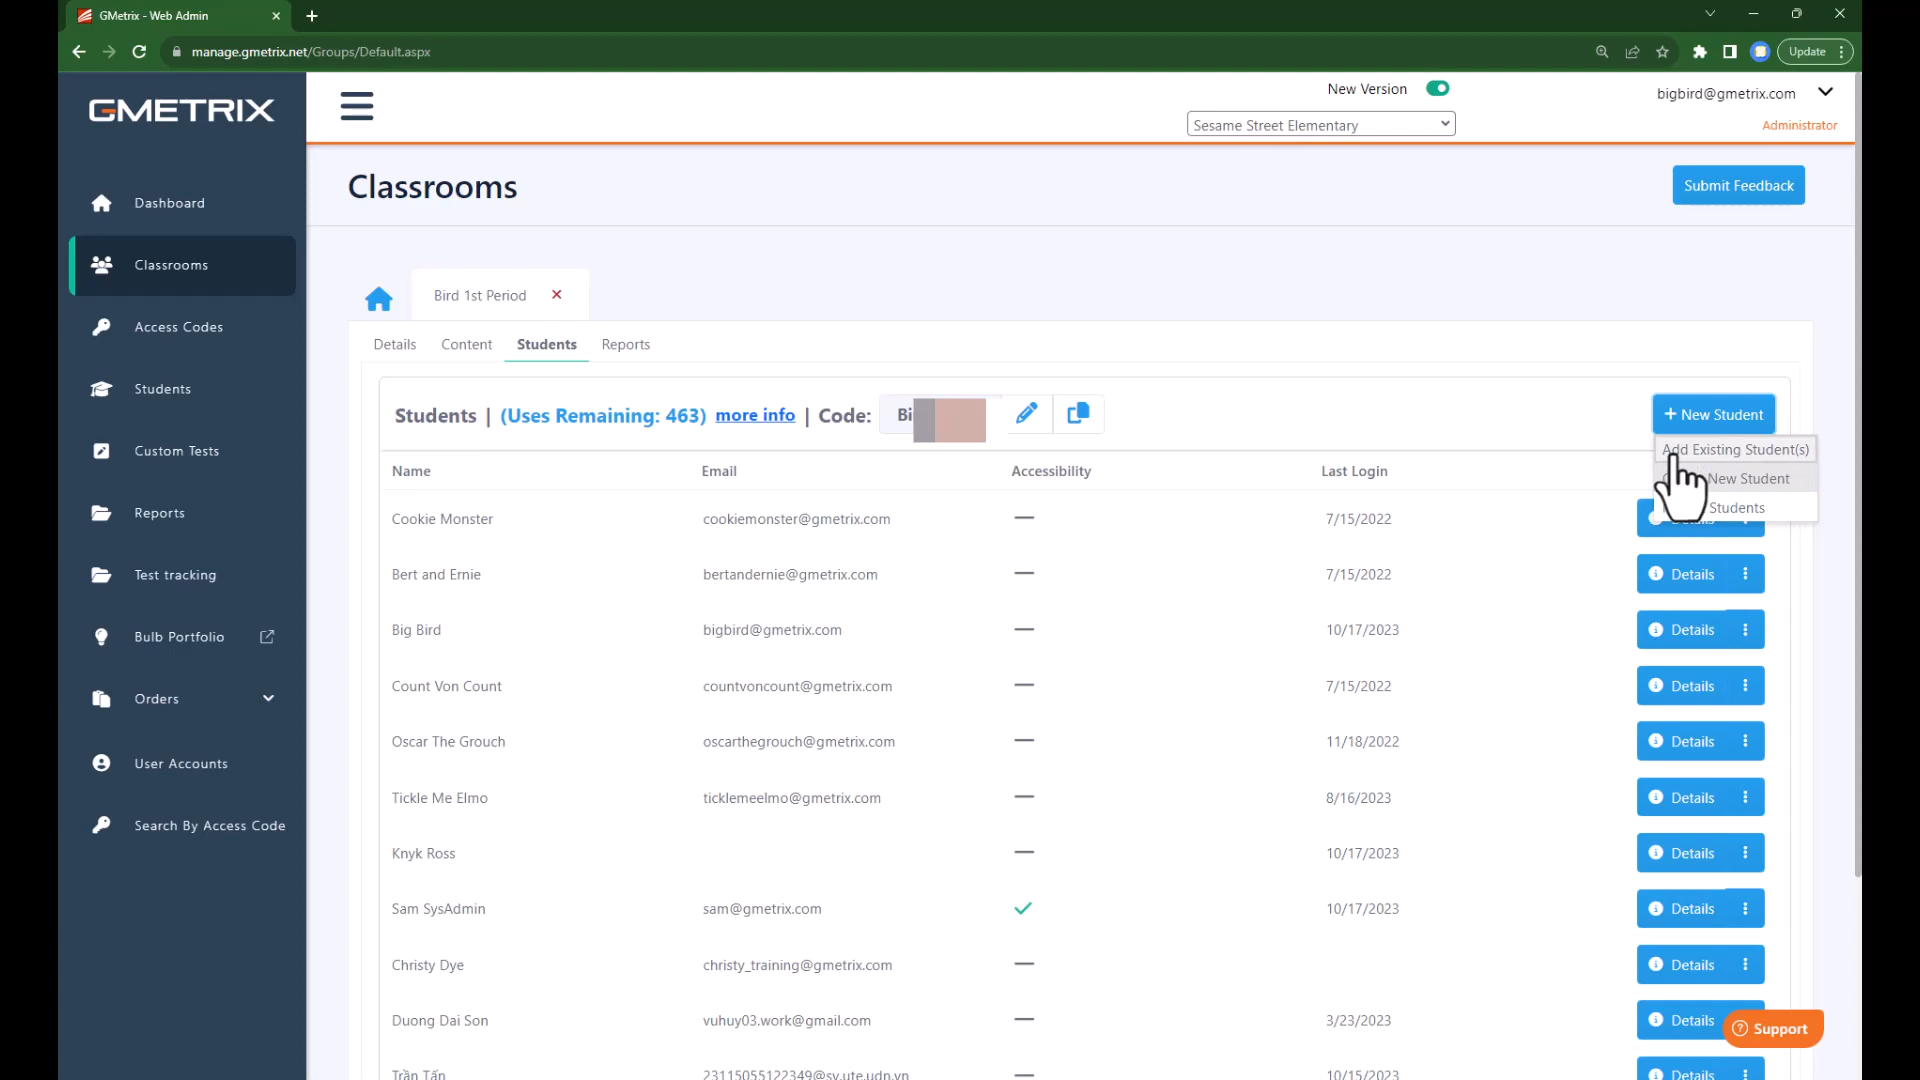 GMetrix - Web Admin
manage.gmetrix.net/Groups/Default.aspx
Update
GMETRIX
New Version
Sesame Street Elementary
bigbird@gmetrix.com
Administrator
Dashboard
Classrooms
Access Codes
Students
Custom Tests
Reports
Test tracking
Bulb Portfolio
Orders
User Accounts
Search By Access Code
Classrooms
Submit Feedback
Bird 1st Period
Details Content Students Reports
Students | (Uses Remaining: 463) more info | Code: Bi
+ New Student
Add Existing Student(s)
New Student
Students
Name Email Accessibility Last Login
Cookie Monster cookiemonster@gmetrix.com 7/15/2022
Bert and Ernie bertandernie@gmetrix.com 7/15/2022 Details
Big Bird bigbird@gmetrix.com 10/17/2023 Details
Count Von Count countvoncount@gmetrix.com 7/15/2022 Details
Oscar The Grouch oscarthegrouch@gmetrix.com 11/18/2022 Details
Tickle Me Elmo ticklemeelmo@gmetrix.com 8/16/2023 Details
Knyk Ross 10/17/2023 Details
Sam SysAdmin sam@gmetrix.com 10/17/2023 Details
Christy Dye christy_training@gmetrix.com Details
Duong Dai Son vuhuy03.work@gmail.com 3/23/2023 Details
Support
Trần Tấn 23115055122349@sv.ute.udn.vn 10/15/2023 Details